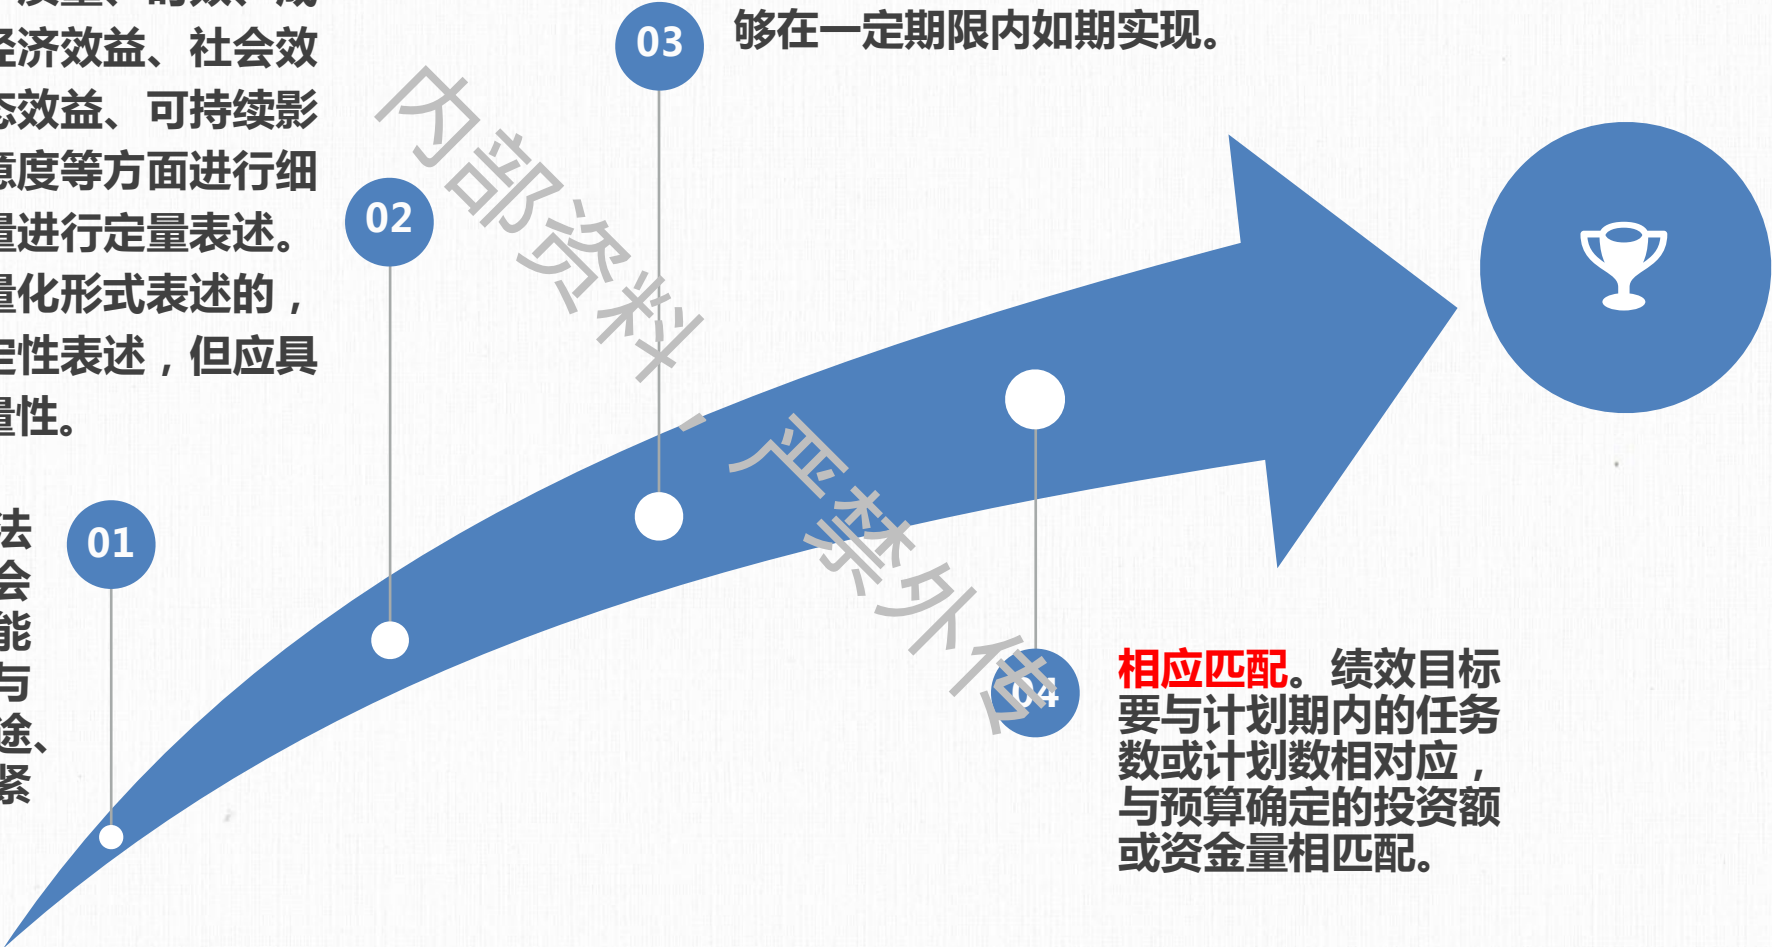 质量、时效、成
经济效益、社会效
态效益、可持续影
意度等方面进行细
量进行定量表述。
量化形式表述的，
定性表述，但应具
量性。
02
03
够在一定期限内如期实现。
01
法
会
能
与
途、
紧
04
相应匹配。绩效目标
要与计划期内的任务
数或计划数相对应，
与预算确定的投资额
或资金量相匹配。
内部资料，严禁外传